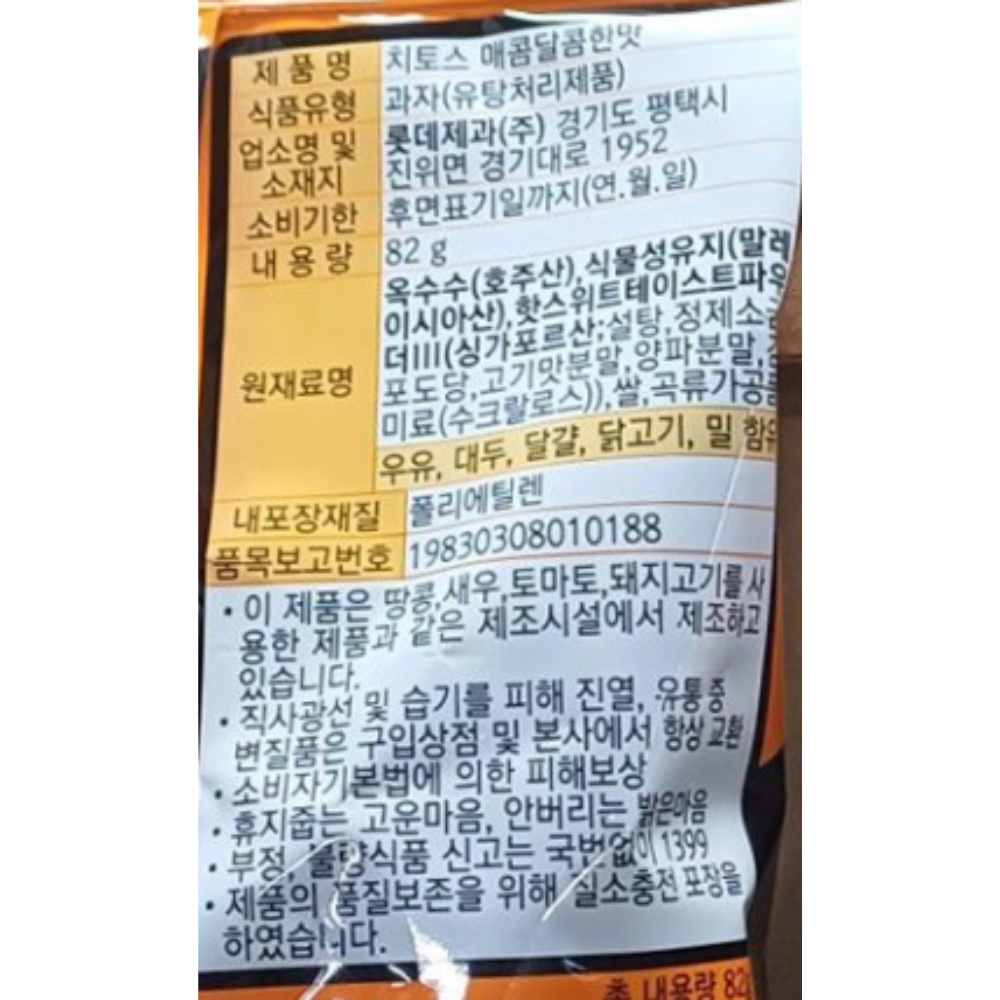 제 품 명 치토스 매콤달콤한맛
식품유형 과자(유탕처리제품)
업소명 및 소재지 롯데제과(주) 경기도 평택시
진위면 경기대로 1952
소비기한 후면표기일까지(연.월.일)
내 용 량 82 g
원재료명 옥수수(호주산),식물성유지(말레
이시아산),핫스위트테이스트파우
더III(싱가포르산;설탕,정제소금
포도당,고기맛분말,양파분말,
미료(수크랄로스)),쌀,곡류가공품
우유, 대두, 달걀, 닭고기, 밀 함유
내포장재질 폴리에틸렌
품목보고번호 19830308010188
• 이 제품은 땅콩,새우,토마토,돼지고기를 사
용한 제품과 같은 제조시설에서 제조하고
있습니다.
• 직사광선 및 습기를 피해 진열, 유통 중
변질품은 구입상점 및 본사에서 항상 교환
• 소비자기본법에 의한 피해보상
• 휴지줍는 고운마음, 안버리는 밝은마음
• 부정, 불량식품 신고는 국번없이 1399
• 제품의 품질보존을 위해 질소충전 포장을
하였습니다.
총 내용량 82g